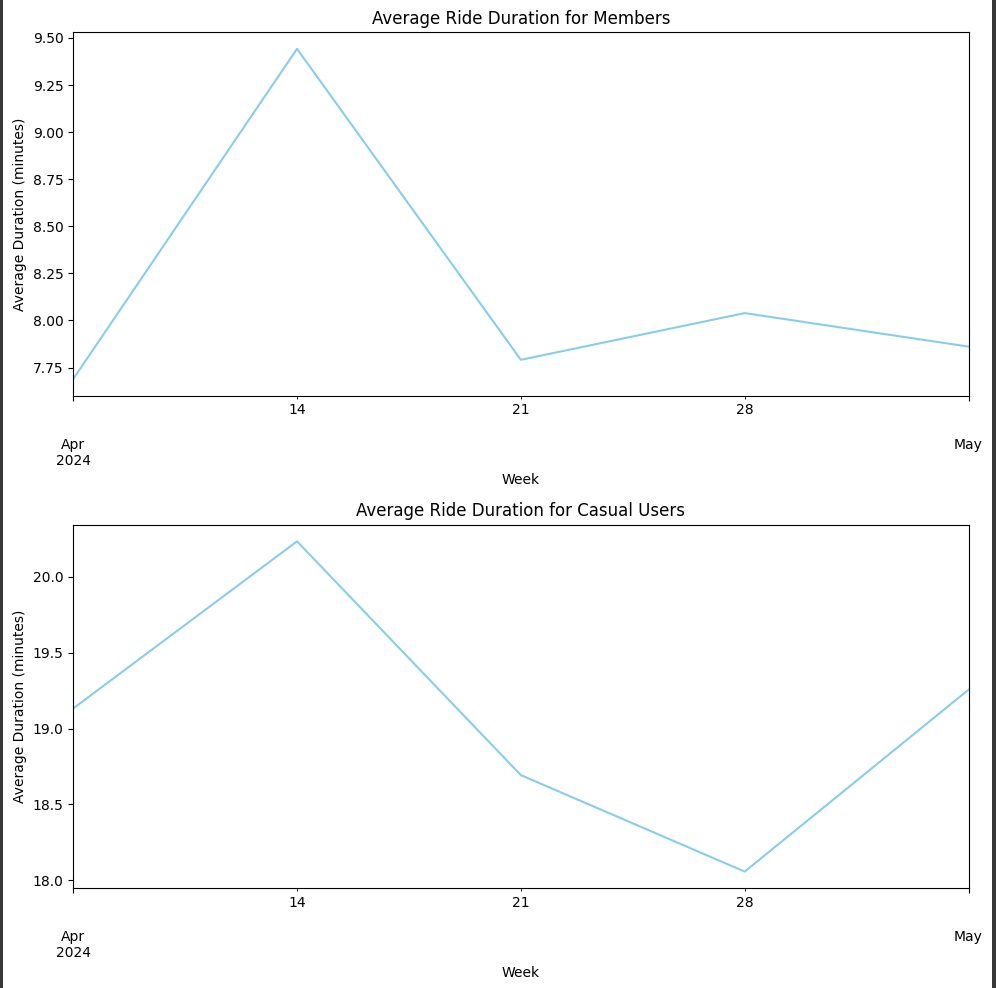 Average Ride Duration for Members
Average Duration (minutes)
9.50
9.25
9.00
8.75
8.50
8.25
8.00
7.75
14 21 28
Apr May
2024
Week
Average Ride Duration for Casual Users
Average Duration (minutes)
20.0
19.5
19.0
18.5
18.0
14 21 28
Apr May
2024
Week